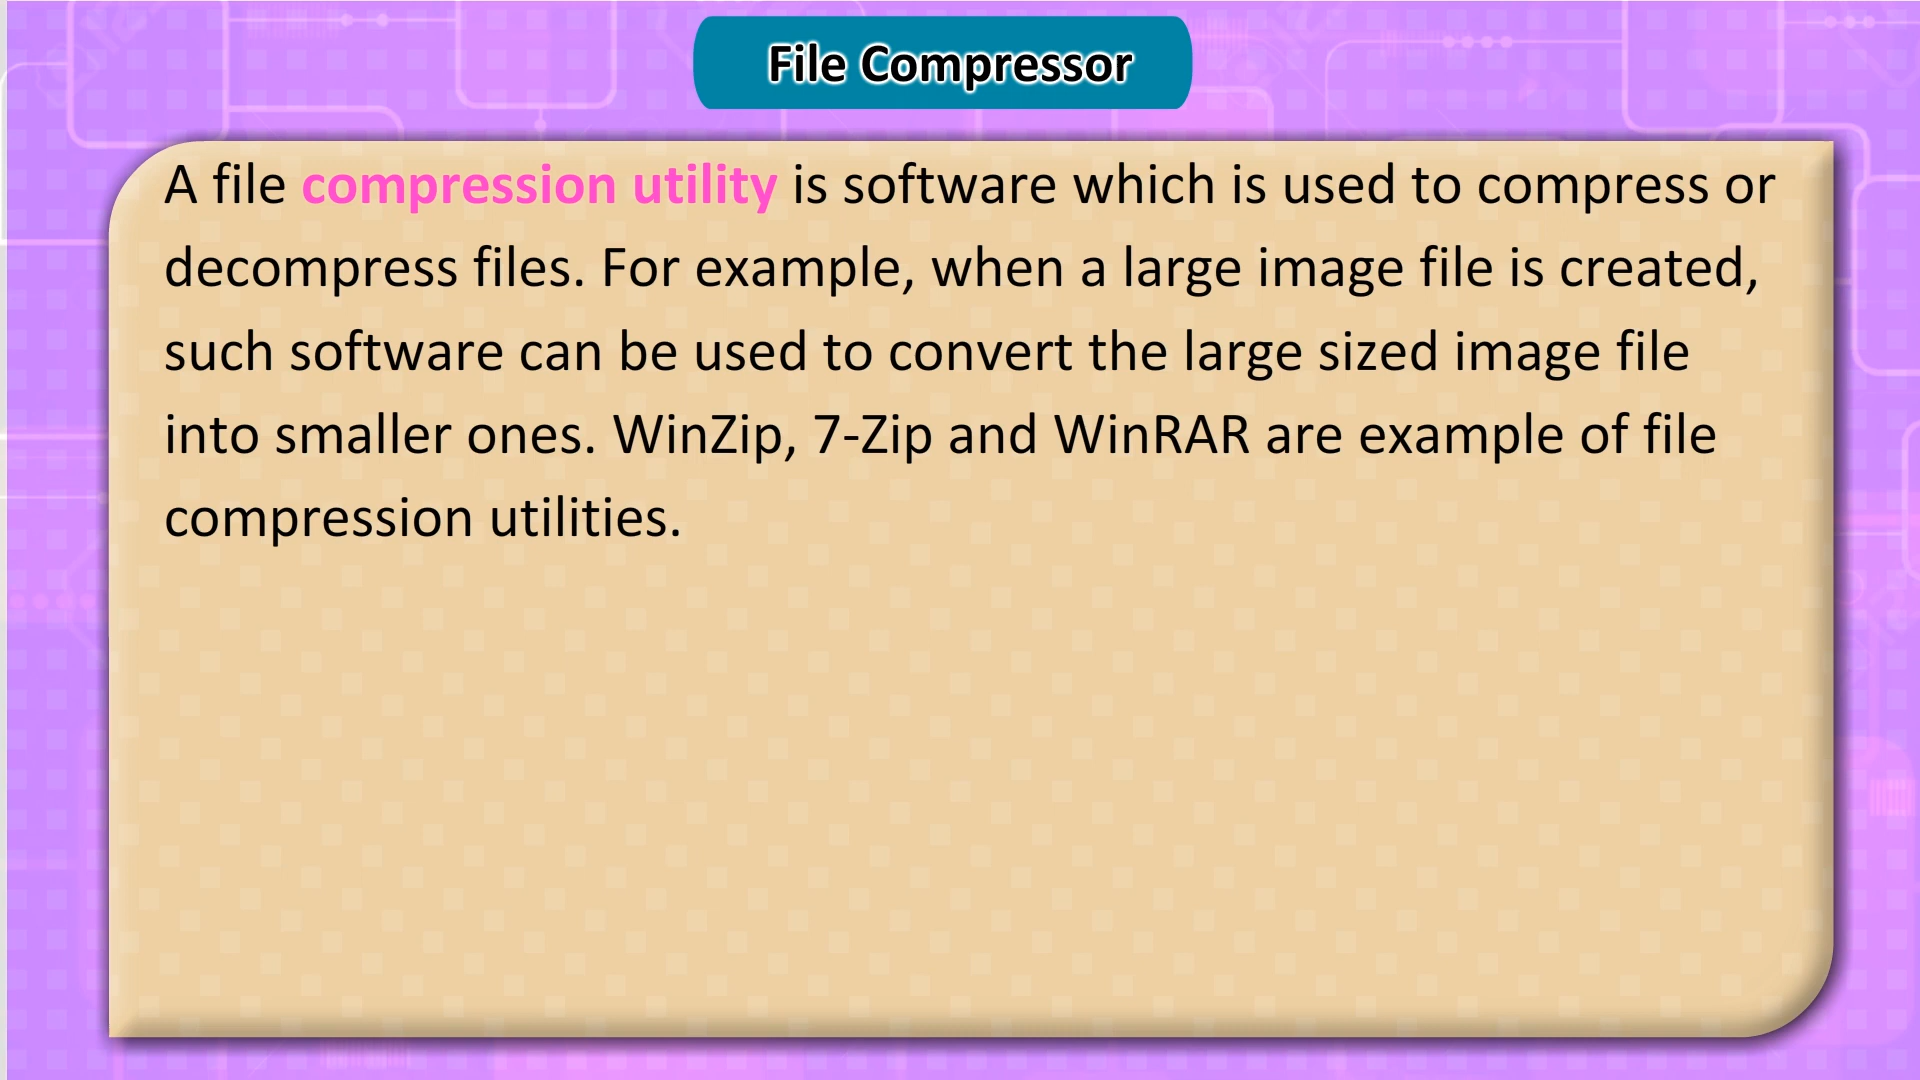 File Compressor
A file compression utility is software which is used to compress or
decompress files. For example, when a large image file is created,
such software can be used to convert the large sized image file
into smaller ones. WinZip, 7-Zip and WinRAR are example of file
compression utilities.